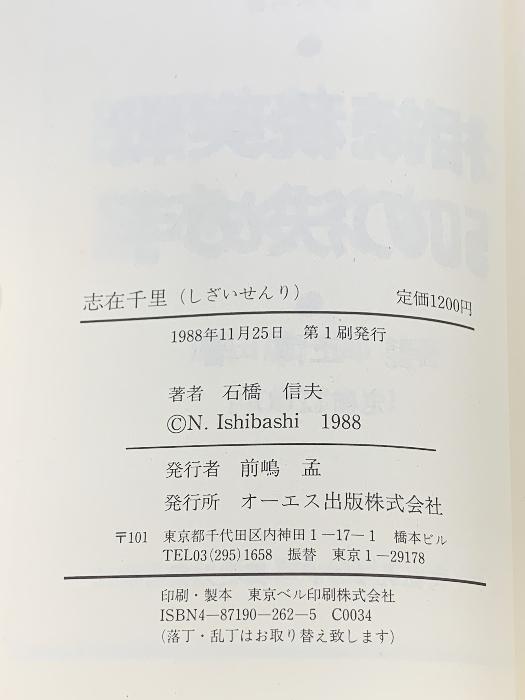 志在千里（しざいせんり） 定価1200円
1988年11月25日 第1刷発行
著者 石橋 信夫
©N. Ishibashi 1988
発行者 前嶋 孟
発行所 オーエス出版株式会社
〒101 東京都千代田区内神田1－17－1 橋本ビル
TEL03(295)1658 振替 東京1－29178
印刷・製本 東京ベル印刷株式会社
ISBN4－87190－262－5 C0034
（落丁・乱丁はお取り替え致します）